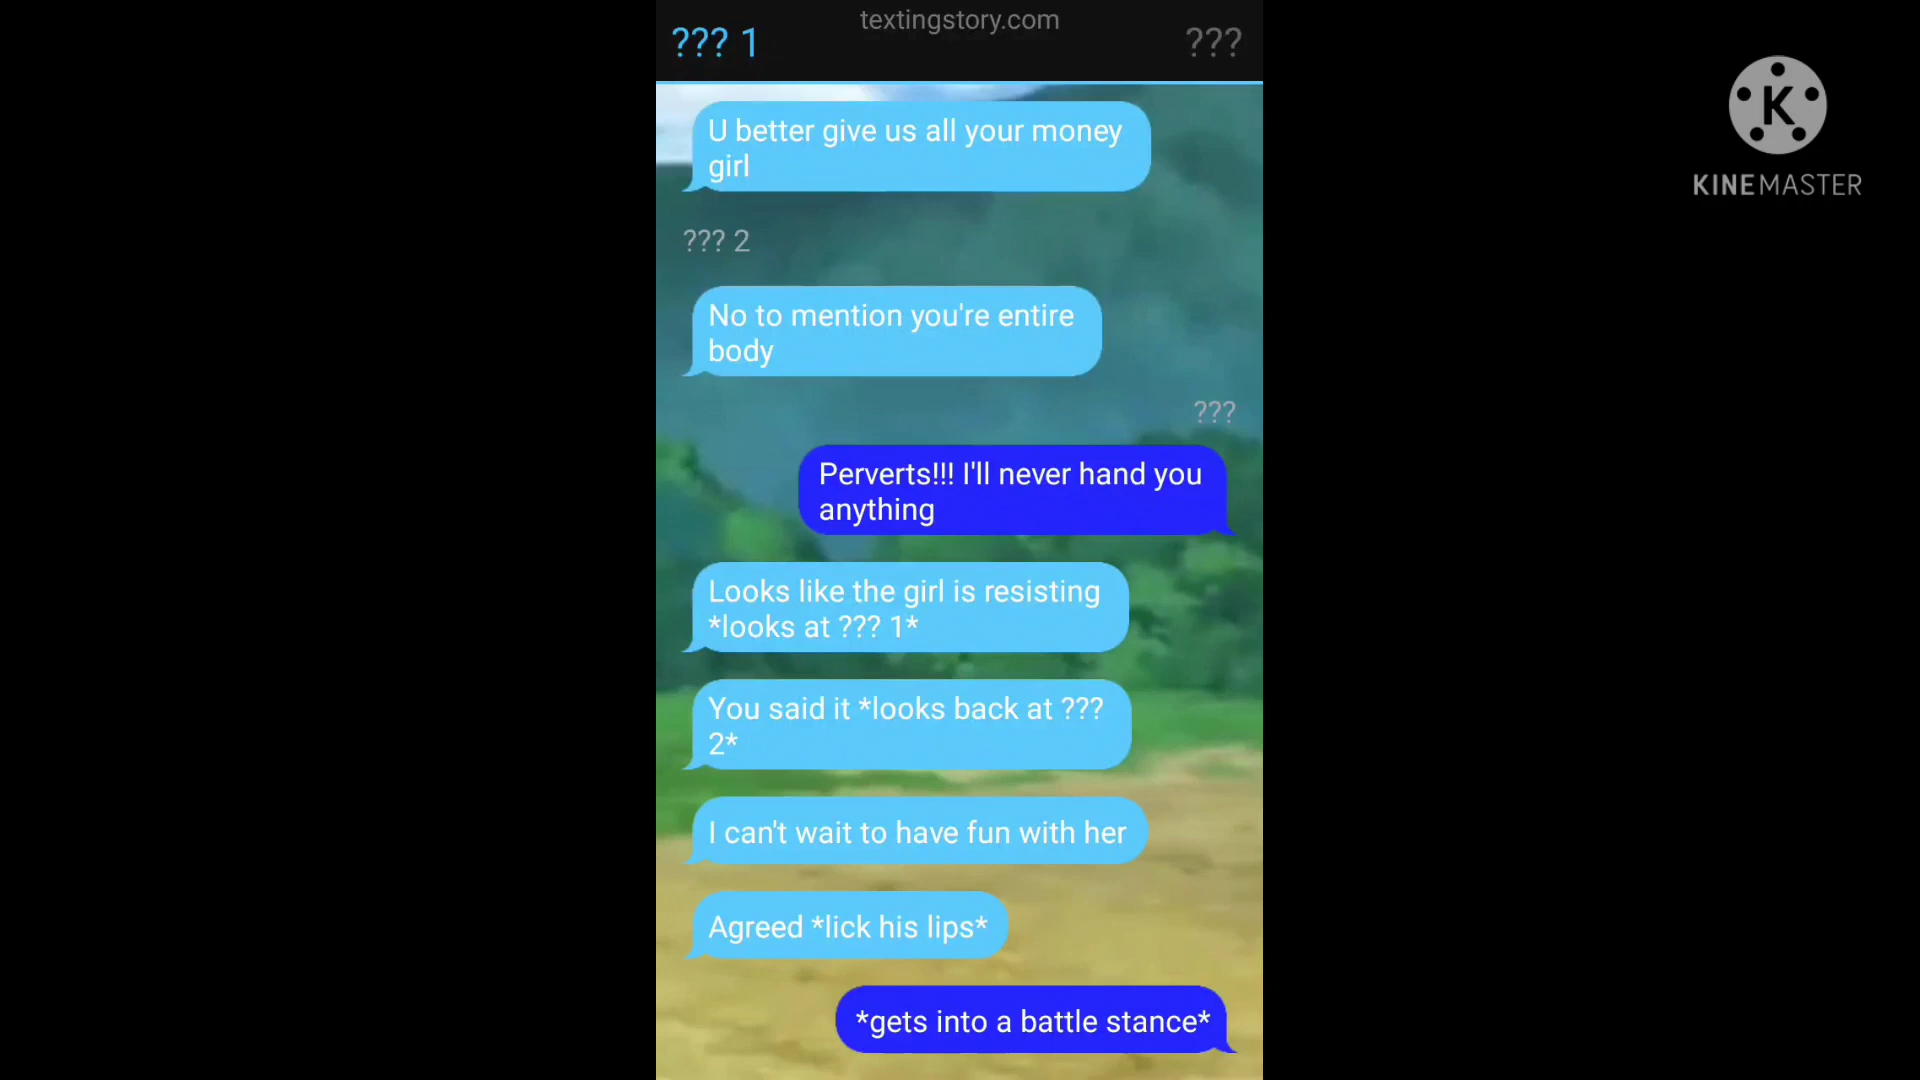 textingstory.com
??? 1
???
KINEMASTER
U better give us all your money
girl
??? 2
No to mention you're entire
body
???
Perverts!!! I'll never hand you
anything
Looks like the girl is resisting
*looks at ??? 1*
You said it *looks back at ???
2*
I can't wait to have fun with her
Agreed *lick his lips*
*gets into a battle stance*